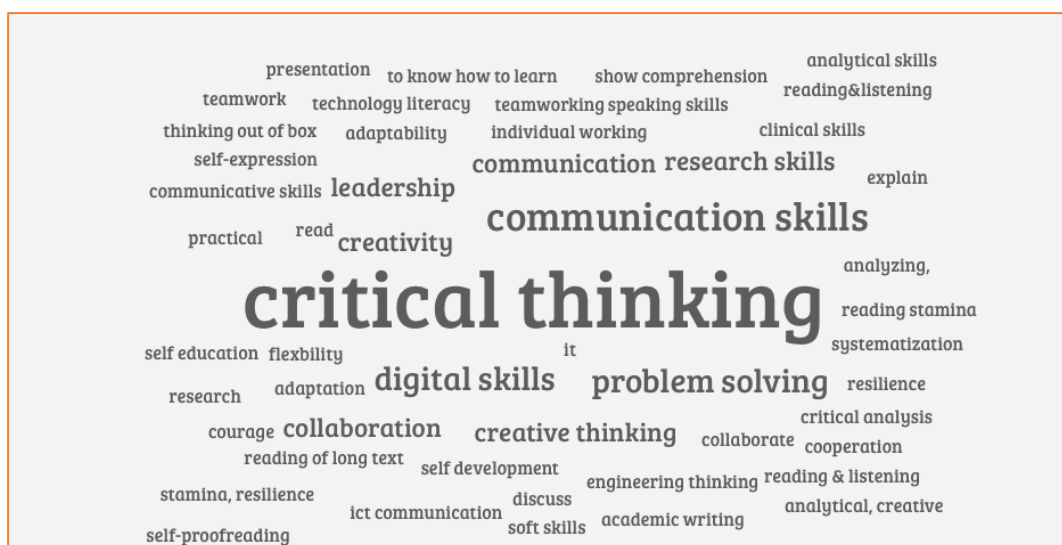 analytical skills
presentation
to know how to learn
show comprehension
reading&listening
teamwork
technology literacy
teamworking speaking skills
thinking out of box
adaptability
individual working
clinical skills
self-expression
communication
research skills
explain
communicative skills
leadership
communication skills
practical
read
creativity
analyzing,
critical thinking
reading stamina
it
systematization
self education
flexbility
digital skills
problem solving
resilience
research
adaptation
critical analysis
courage
collaboration
creative thinking
collaborate
cooperation
reading of long text
self development
engineering thinking
reading & listening
stamina, resilience
discuss
analytical, creative
ict communication
soft skills
academic writing
self-proofreading